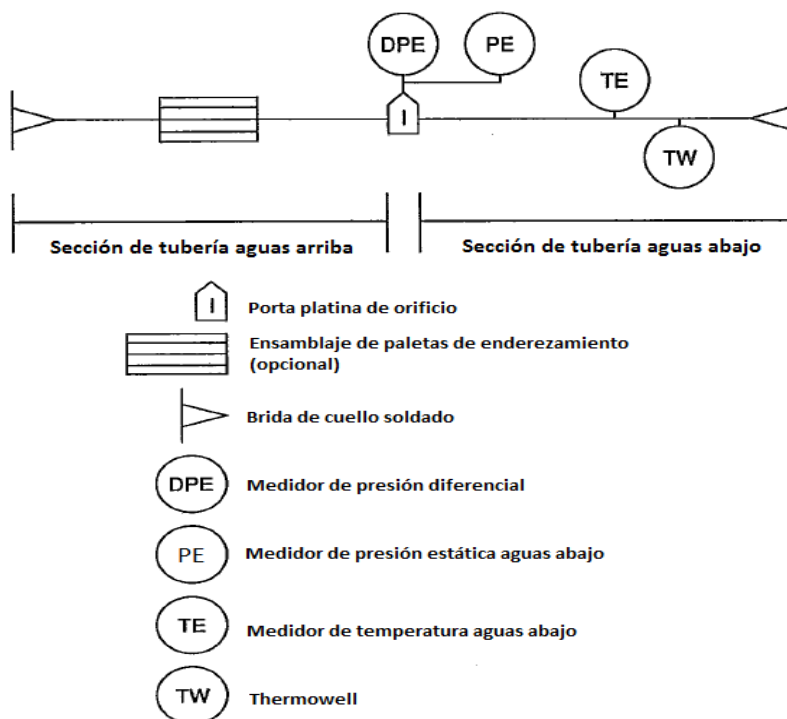 DPE
PE
TE
I
TW
Sección de tubería aguas arriba
Sección de tubería aguas abajo
I
Porta platina de orificio
Ensamblaje de paletas de enderezamiento
(opcional)
Brida de cuello soldado
DPE
Medidor de presión diferencial
PE
Medidor de presión estática aguas abajo
TE
Medidor de temperatura aguas abajo
TW
Thermowell